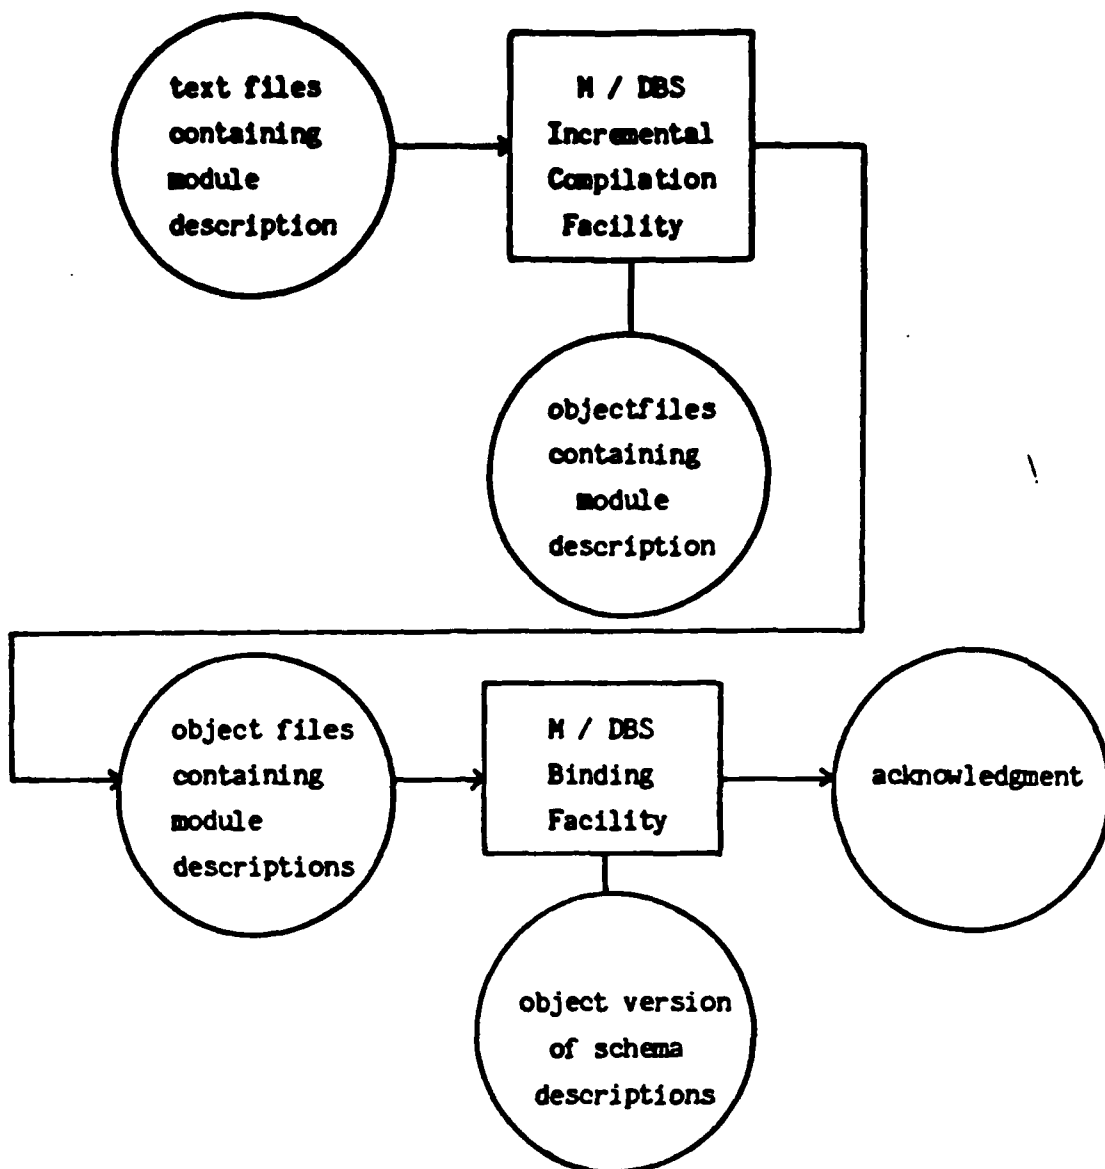 text files
containing
module
description
M / DBS
Incremental
Compilation
Facility
objectfiles
containing
module
description
object files
containing
module
descriptions
M / DBS
Binding
Facility
acknowledgment
object version
of schema
descriptions